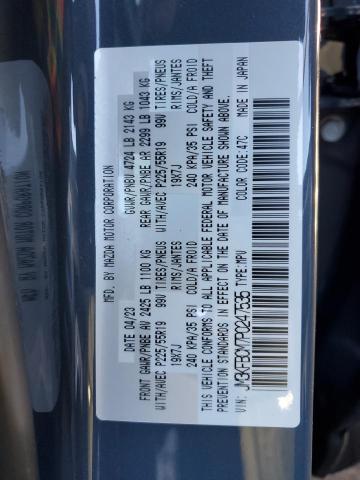 MFD. BY MAZDA MOTOR CORPORATION
DATE 04/23 GVWR/PNBV 4724 LB 2143 KG
FRONT GAWR/PNBE AV 2425 LB 1100 KG REAR GAWR/PNBE AR 2299 LB 1043 KG
WITH/AVEC P225/55R19 99V TIRES/PNEUS WITH/AVEC P225/55R19 99V TIRES/PNEUS
19X7J RIMS/JANTES 19X7J RIMS/JANTES
240 KPA/35 PSI COLD/A FROID 240 KPA/35 PSI COLD/A FROID
THIS VEHICLE CONFORMS TO ALL APPLICABLE FEDERAL MOTOR VEHICLE SAFETY AND THEFT
PREVENTION STANDARDS IN EFFECT ON THE DATE OF MANUFACTURE SHOWN ABOVE.
VIN: JM3KFBCM7P0247535 TYPE: MPV COLOR CODE: 47C MADE IN JAPAN